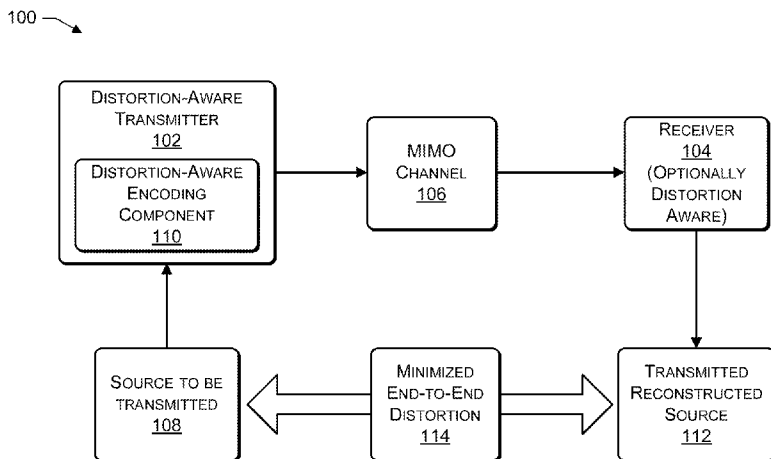 100
DISTORTION-AWARE
TRANSMITTER
102
DISTORTION-AWARE
ENCODING
COMPONENT
110
MIMO
CHANNEL
106
RECEIVER
104
(OPTIONALLY
DISTORTION
AWARE)
SOURCE TO BE
TRANSMITTED
108
MINIMIZED
END-TO-END
DISTORTION
114
TRANSMITTED
RECONSTRUCTED
SOURCE
112